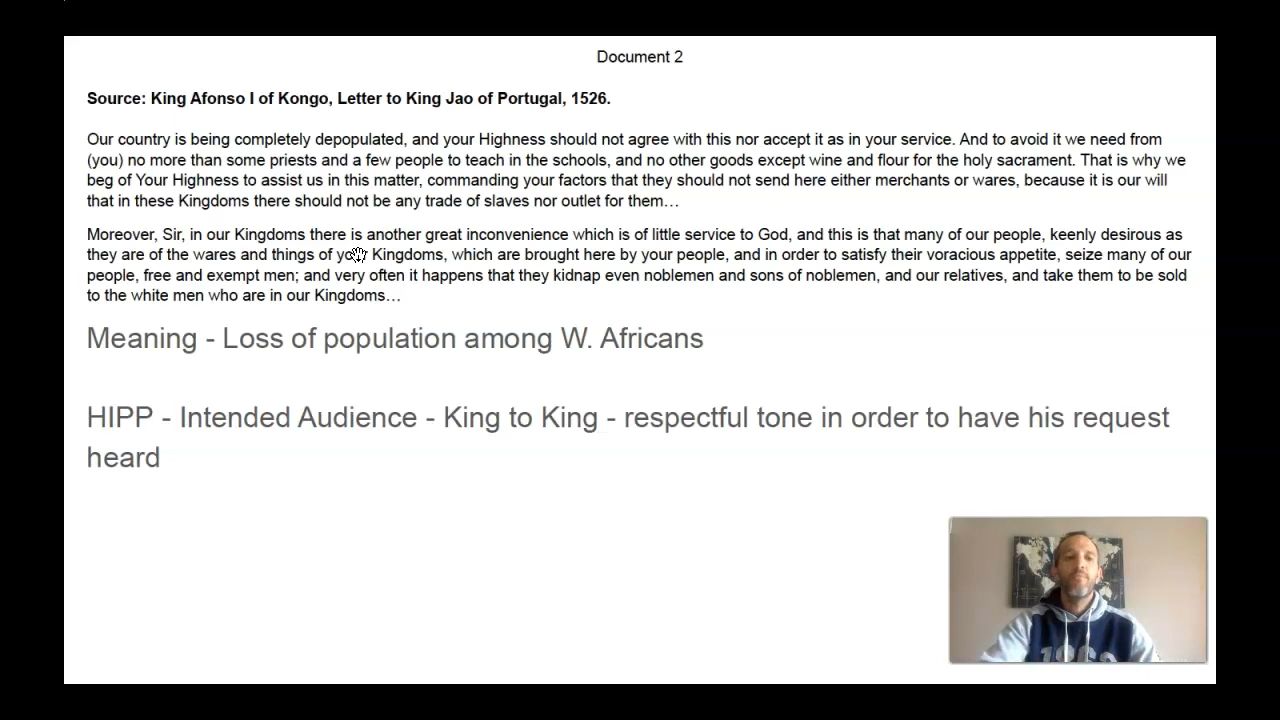 Document 2
Source: King Afonso I of Kongo, Letter to King Jao of Portugal, 1526.
Our country is being completely depopulated, and your Highness should not agree with this nor accept it as in your service. And to avoid it we need from
(you) no more than some priests and a few people to teach in the schools, and no other goods except wine and flour for the holy sacrament. That is why we
beg of Your Highness to assist us in this matter, commanding your factors that they should not send here either merchants or wares, because it is our will
that in these Kingdoms there should not be any trade of slaves nor outlet for them…
Moreover, Sir, in our Kingdoms there is another great inconvenience which is of little service to God, and this is that many of our people, keenly desirous as
they are of the wares and things of your Kingdoms, which are brought here by your people, and in order to satisfy their voracious appetite, seize many of our
people, free and exempt men; and very often it happens that they kidnap even noblemen and sons of noblemen, and our relatives, and take them to be sold
to the white men who are in our Kingdoms…
Meaning - Loss of population among W. Africans
HIPP - Intended Audience - King to King - respectful tone in order to have his request
heard